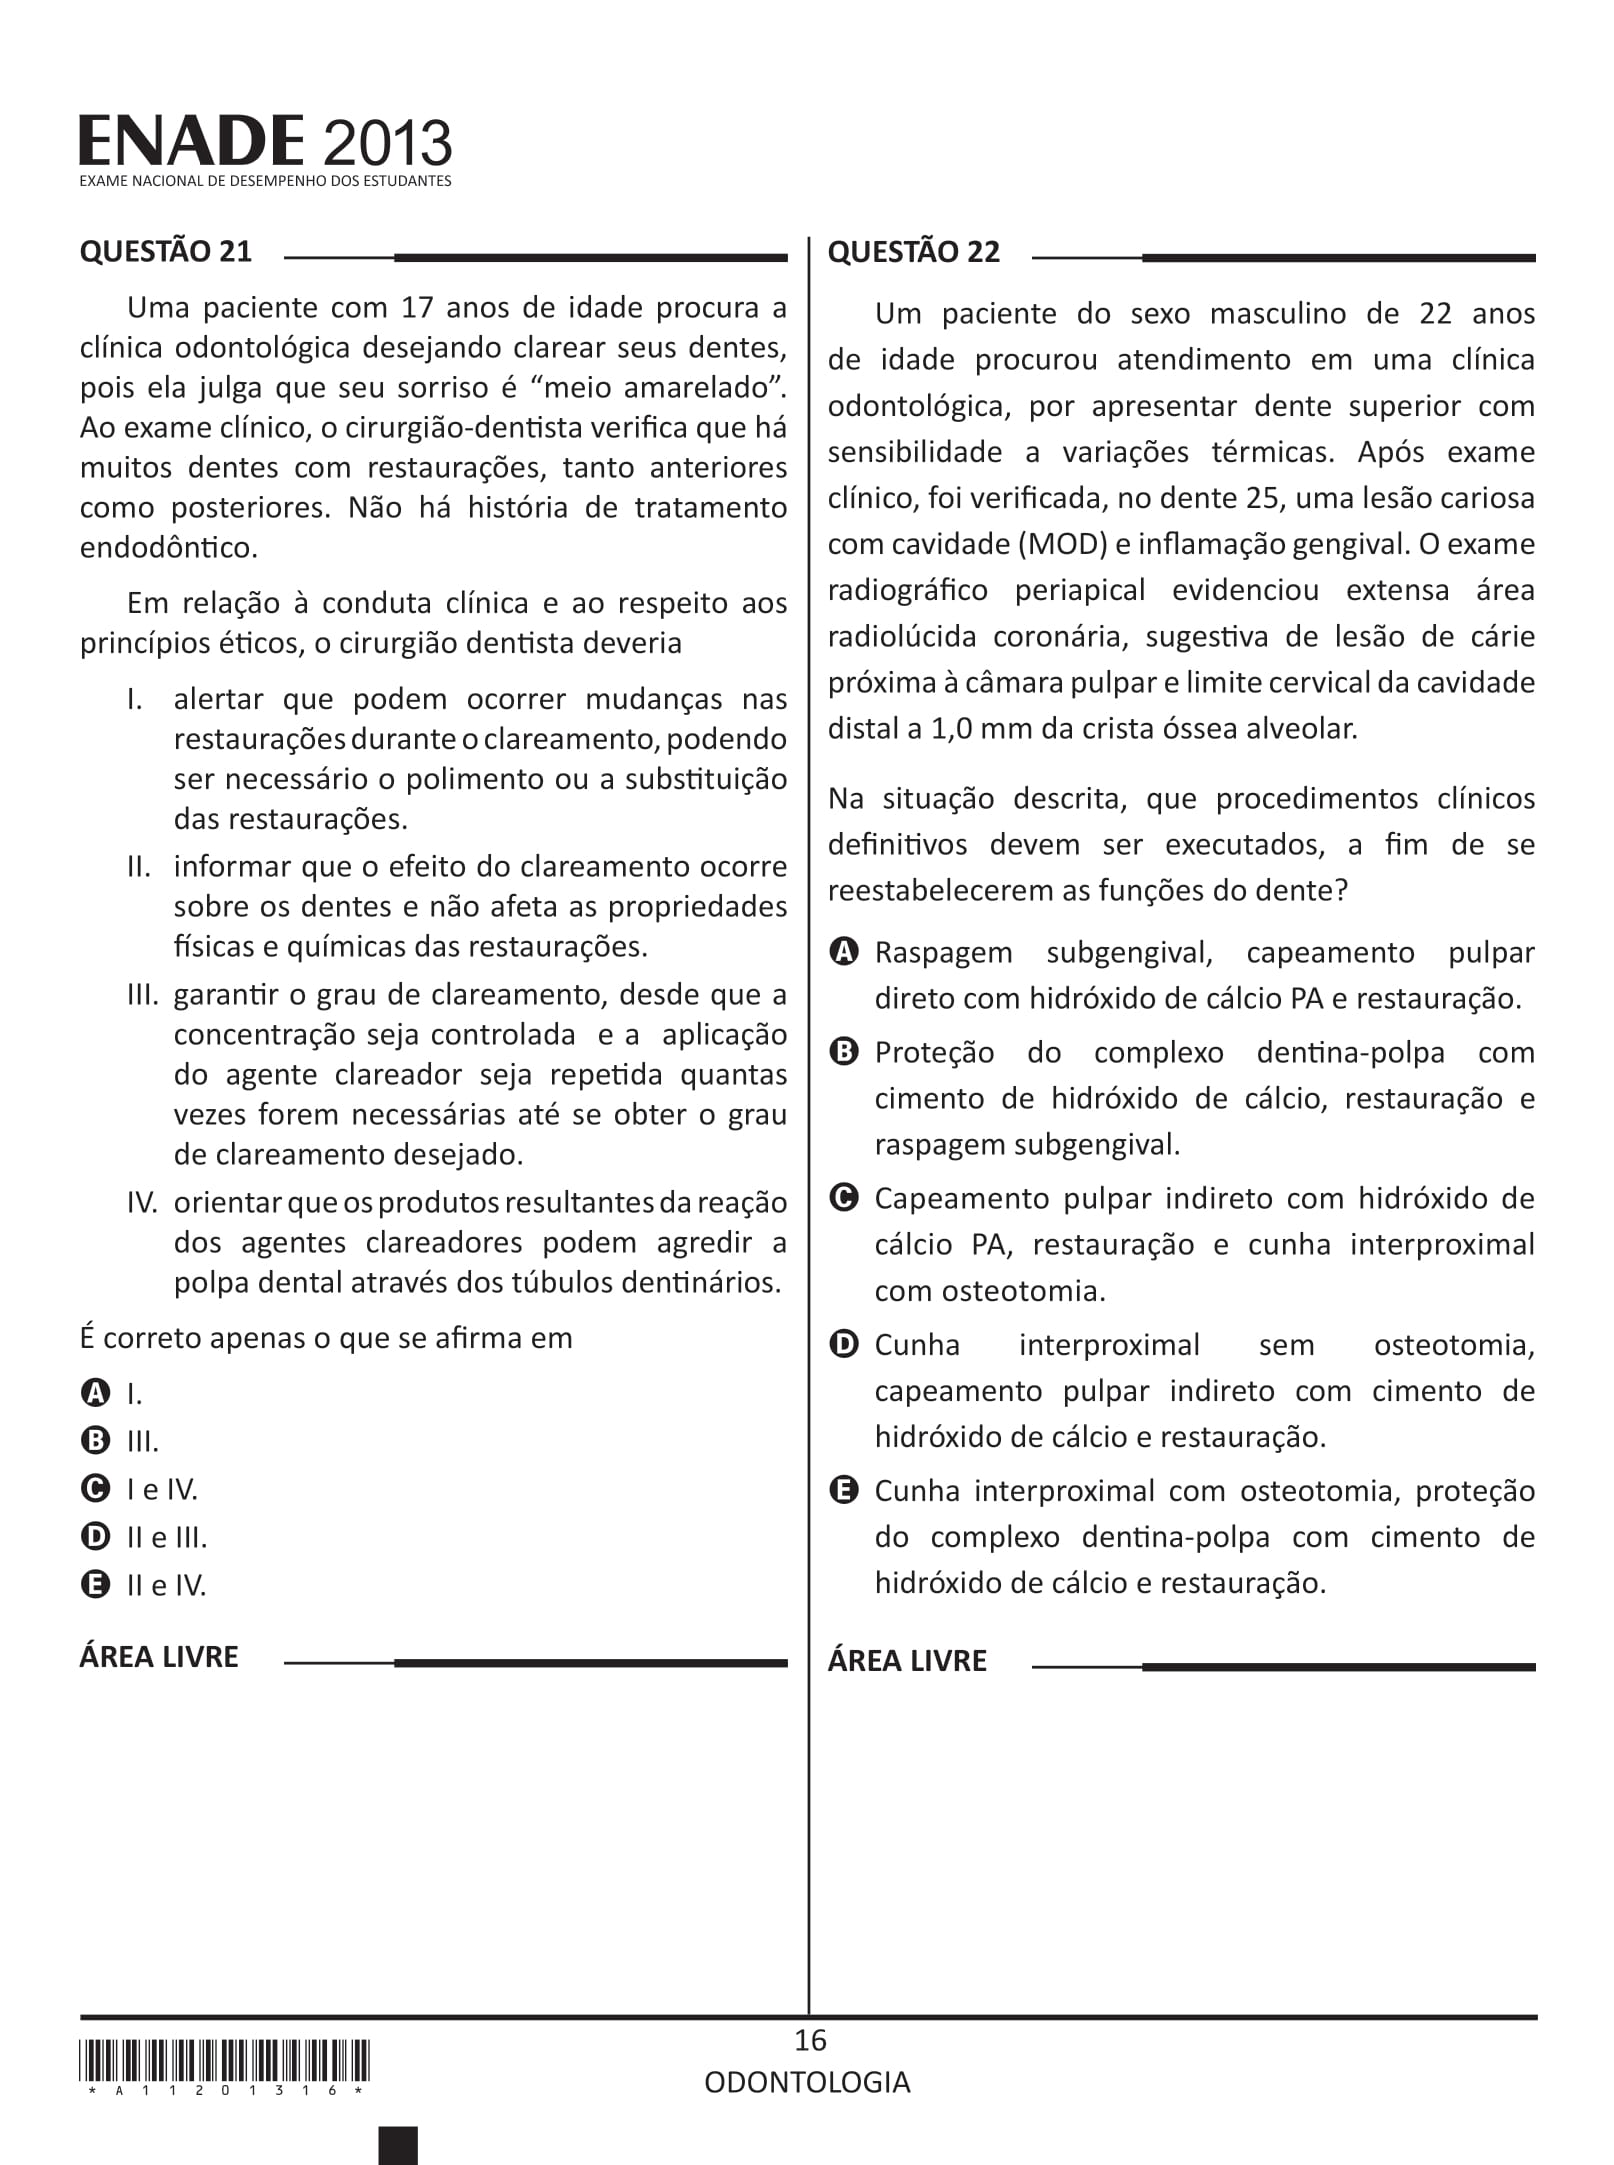 ENADE 2013
EXAME NACIONAL DE DESEMPENHO DOS ESTUDANTES
QUESTÃO 21
Uma paciente com 17 anos de idade procura a
clínica odontológica desejando clarear seus dentes,
pois ela julga que seu sorriso é “meio amarelado”.
Ao exame clínico, o cirurgião-dentista verifica que há
muitos dentes com restaurações, tanto anteriores
como posteriores. Não há história de tratamento
endodôntico.
Em relação à conduta clínica e ao respeito aos
princípios éticos, o cirurgião dentista deveria
I. alertar que podem ocorrer mudanças nas
restaurações durante o clareamento, podendo
ser necessário o polimento ou a substituição
das restaurações.
II. informar que o efeito do clareamento ocorre
sobre os dentes e não afeta as propriedades
físicas e químicas das restaurações.
III. garantir o grau de clareamento, desde que a
concentração seja controlada e a aplicação
do agente clareador seja repetida quantas
vezes forem necessárias até se obter o grau
de clareamento desejado.
IV. orientar que os produtos resultantes da reação
dos agentes clareadores podem agredir a
polpa dental através dos túbulos dentinários.
É correto apenas o que se afirma em
A I.
B III.
C I e IV.
D II e III.
E II e IV.
ÁREA LIVRE
QUESTÃO 22
Um paciente do sexo masculino de 22 anos
de idade procurou atendimento em uma clínica
odontológica, por apresentar dente superior com
sensibilidade a variações térmicas. Após exame
clínico, foi verificada, no dente 25, uma lesão cariosa
com cavidade (MOD) e inflamação gengival. O exame
radiográfico periapical evidenciou extensa área
radiolúcida coronária, sugestiva de lesão de cárie
próxima à câmara pulpar e limite cervical da cavidade
distal a 1,0 mm da crista óssea alveolar.
Na situação descrita, que procedimentos clínicos
definitivos devem ser executados, a fim de se
reestabelecerem as funções do dente?
A Raspagem subgengival, capeamento pulpar
direto com hidróxido de cálcio PA e restauração.
B Proteção do complexo dentina-polpa com
cimento de hidróxido de cálcio, restauração e
raspagem subgengival.
C Capeamento pulpar indireto com hidróxido de
cálcio PA, restauração e cunha interproximal
com osteotomia.
D Cunha interproximal sem osteotomia,
capeamento pulpar indireto com cimento de
hidróxido de cálcio e restauração.
E Cunha interproximal com osteotomia, proteção
do complexo dentina-polpa com cimento de
hidróxido de cálcio e restauração.
ÁREA LIVRE
16
ODONTOLOGIA
*A11201316*